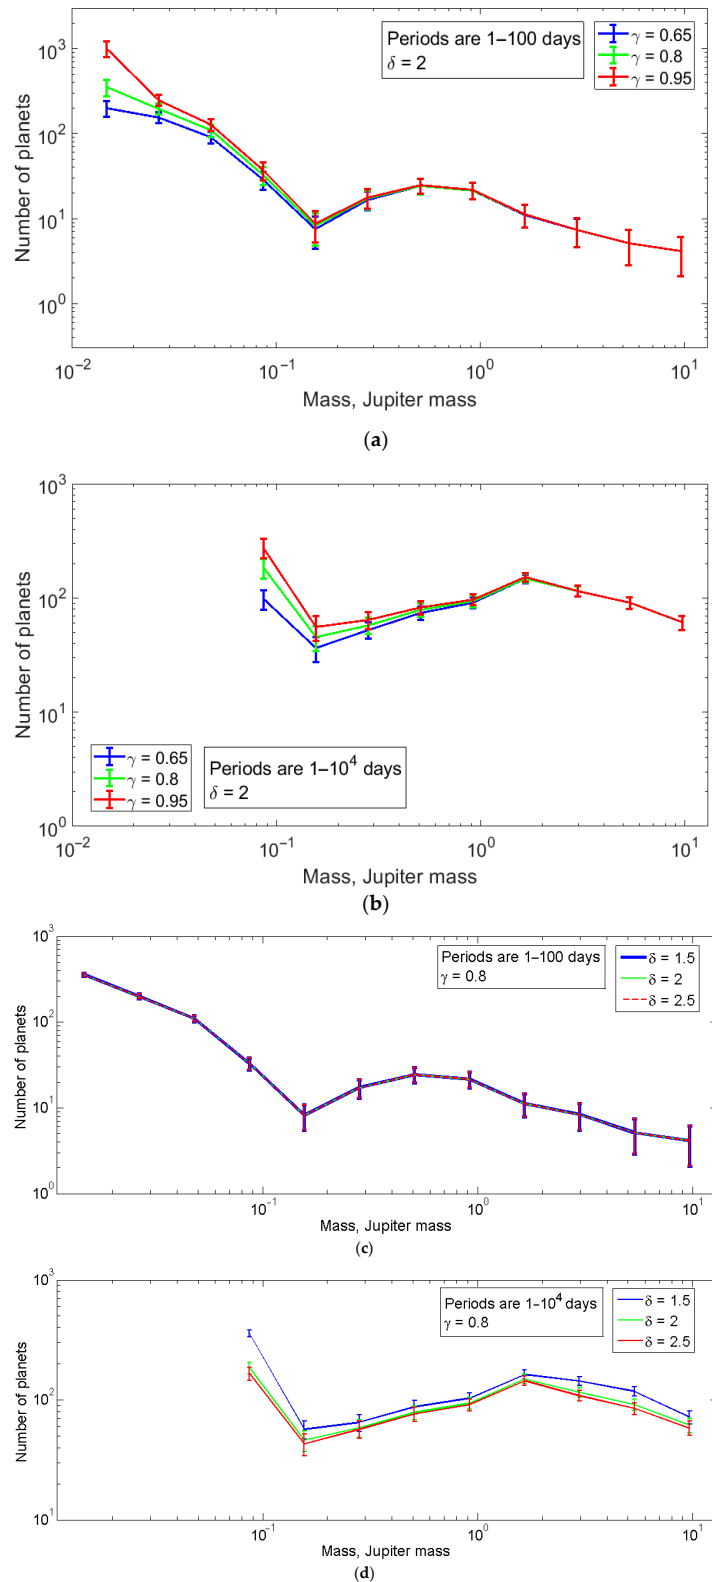 10³
10²
10¹
10⁰
Number of planets
Periods are 1–100 days
δ = 2
γ = 0.65
γ = 0.8
γ = 0.95
10⁻² 10⁻¹ 10⁰ 10¹
Mass, Jupiter mass
(a)
10³
10²
10¹
10⁰
Number of planets
γ = 0.65
γ = 0.8
γ = 0.95
Periods are 1–10⁴ days
δ = 2
10⁻² 10⁻¹ 10⁰ 10¹
Mass, Jupiter mass
(b)
10³
10²
10¹
10⁰
Number of planets
Periods are 1–100 days
γ = 0.8
δ = 1.5
δ = 2
δ = 2.5
10⁻¹ 10⁰ 10¹
Mass, Jupiter mass
(c)
10³
10²
10¹
Number of planets
Periods are 1–10⁴ days
γ = 0.8
δ = 1.5
δ = 2
δ = 2.5
10⁻¹ 10⁰ 10¹
Mass, Jupiter mass
(d)